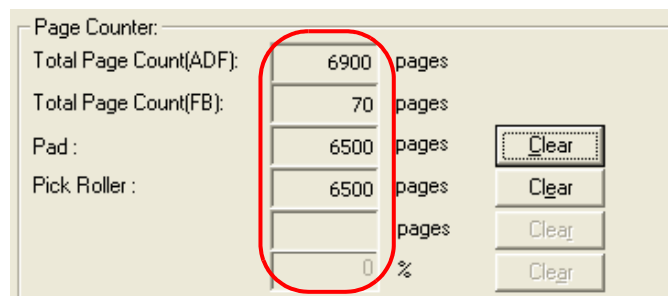 Page Counter:
Total Page Count(ADF): 6900 pages
Total Page Count(FB): 70 pages
Pad : 6500 pages Clear
Pick Roller : 6500 pages Clear
pages Clear
0 % Clear